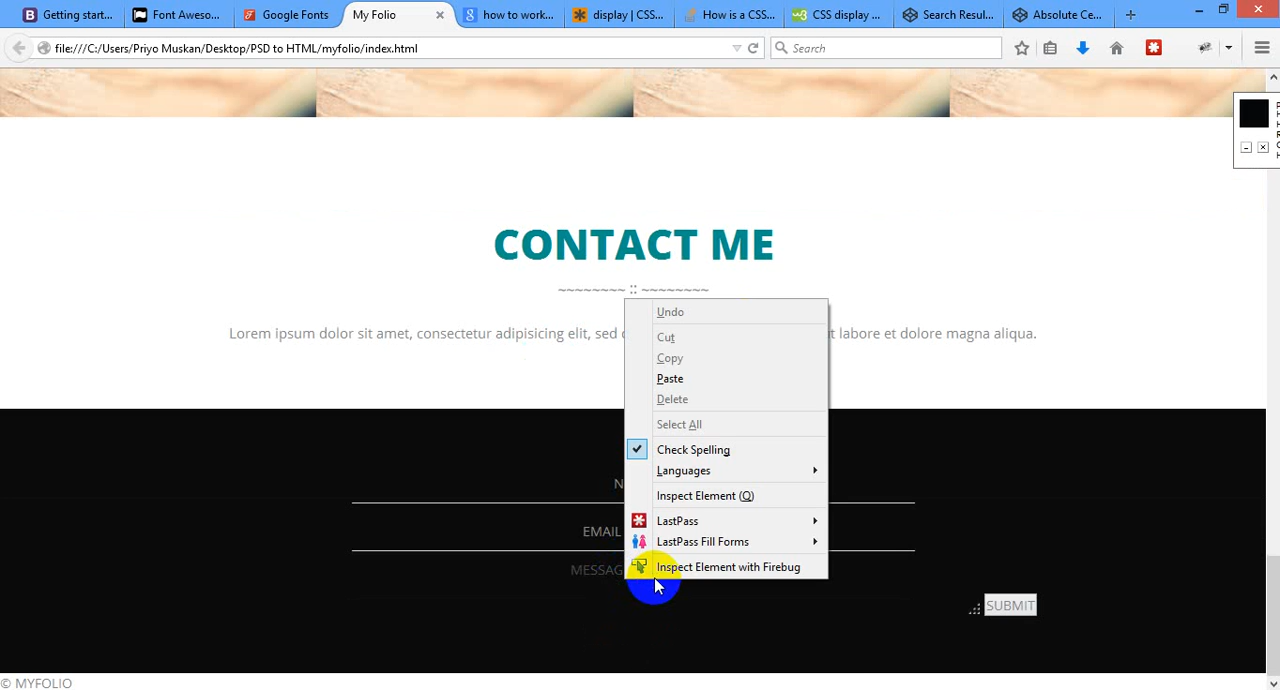 Getting start...
Font Aweso...
Google Fonts
My Folio
how to work...
display | CSS...
How is a CSS...
CSS display ...
Search Resul...
Absolute Ce...
file:///C:/Users/Priyo Muskan/Desktop/PSD to HTML/myfolio/index.html
Search
CONTACT ME
~~~~~~~~ :: ~~~~~~~~
Lorem ipsum dolor sit amet, consectetur adipisicing elit, sed
ut labore et dolore magna aliqua.
Undo
Cut
Copy
Paste
Delete
Select All
Check Spelling
Languages
Inspect Element (Q)
LastPass
LastPass Fill Forms
Inspect Element with Firebug
N
EMAIL
MESSAG
SUBMIT
© MYFOLIO